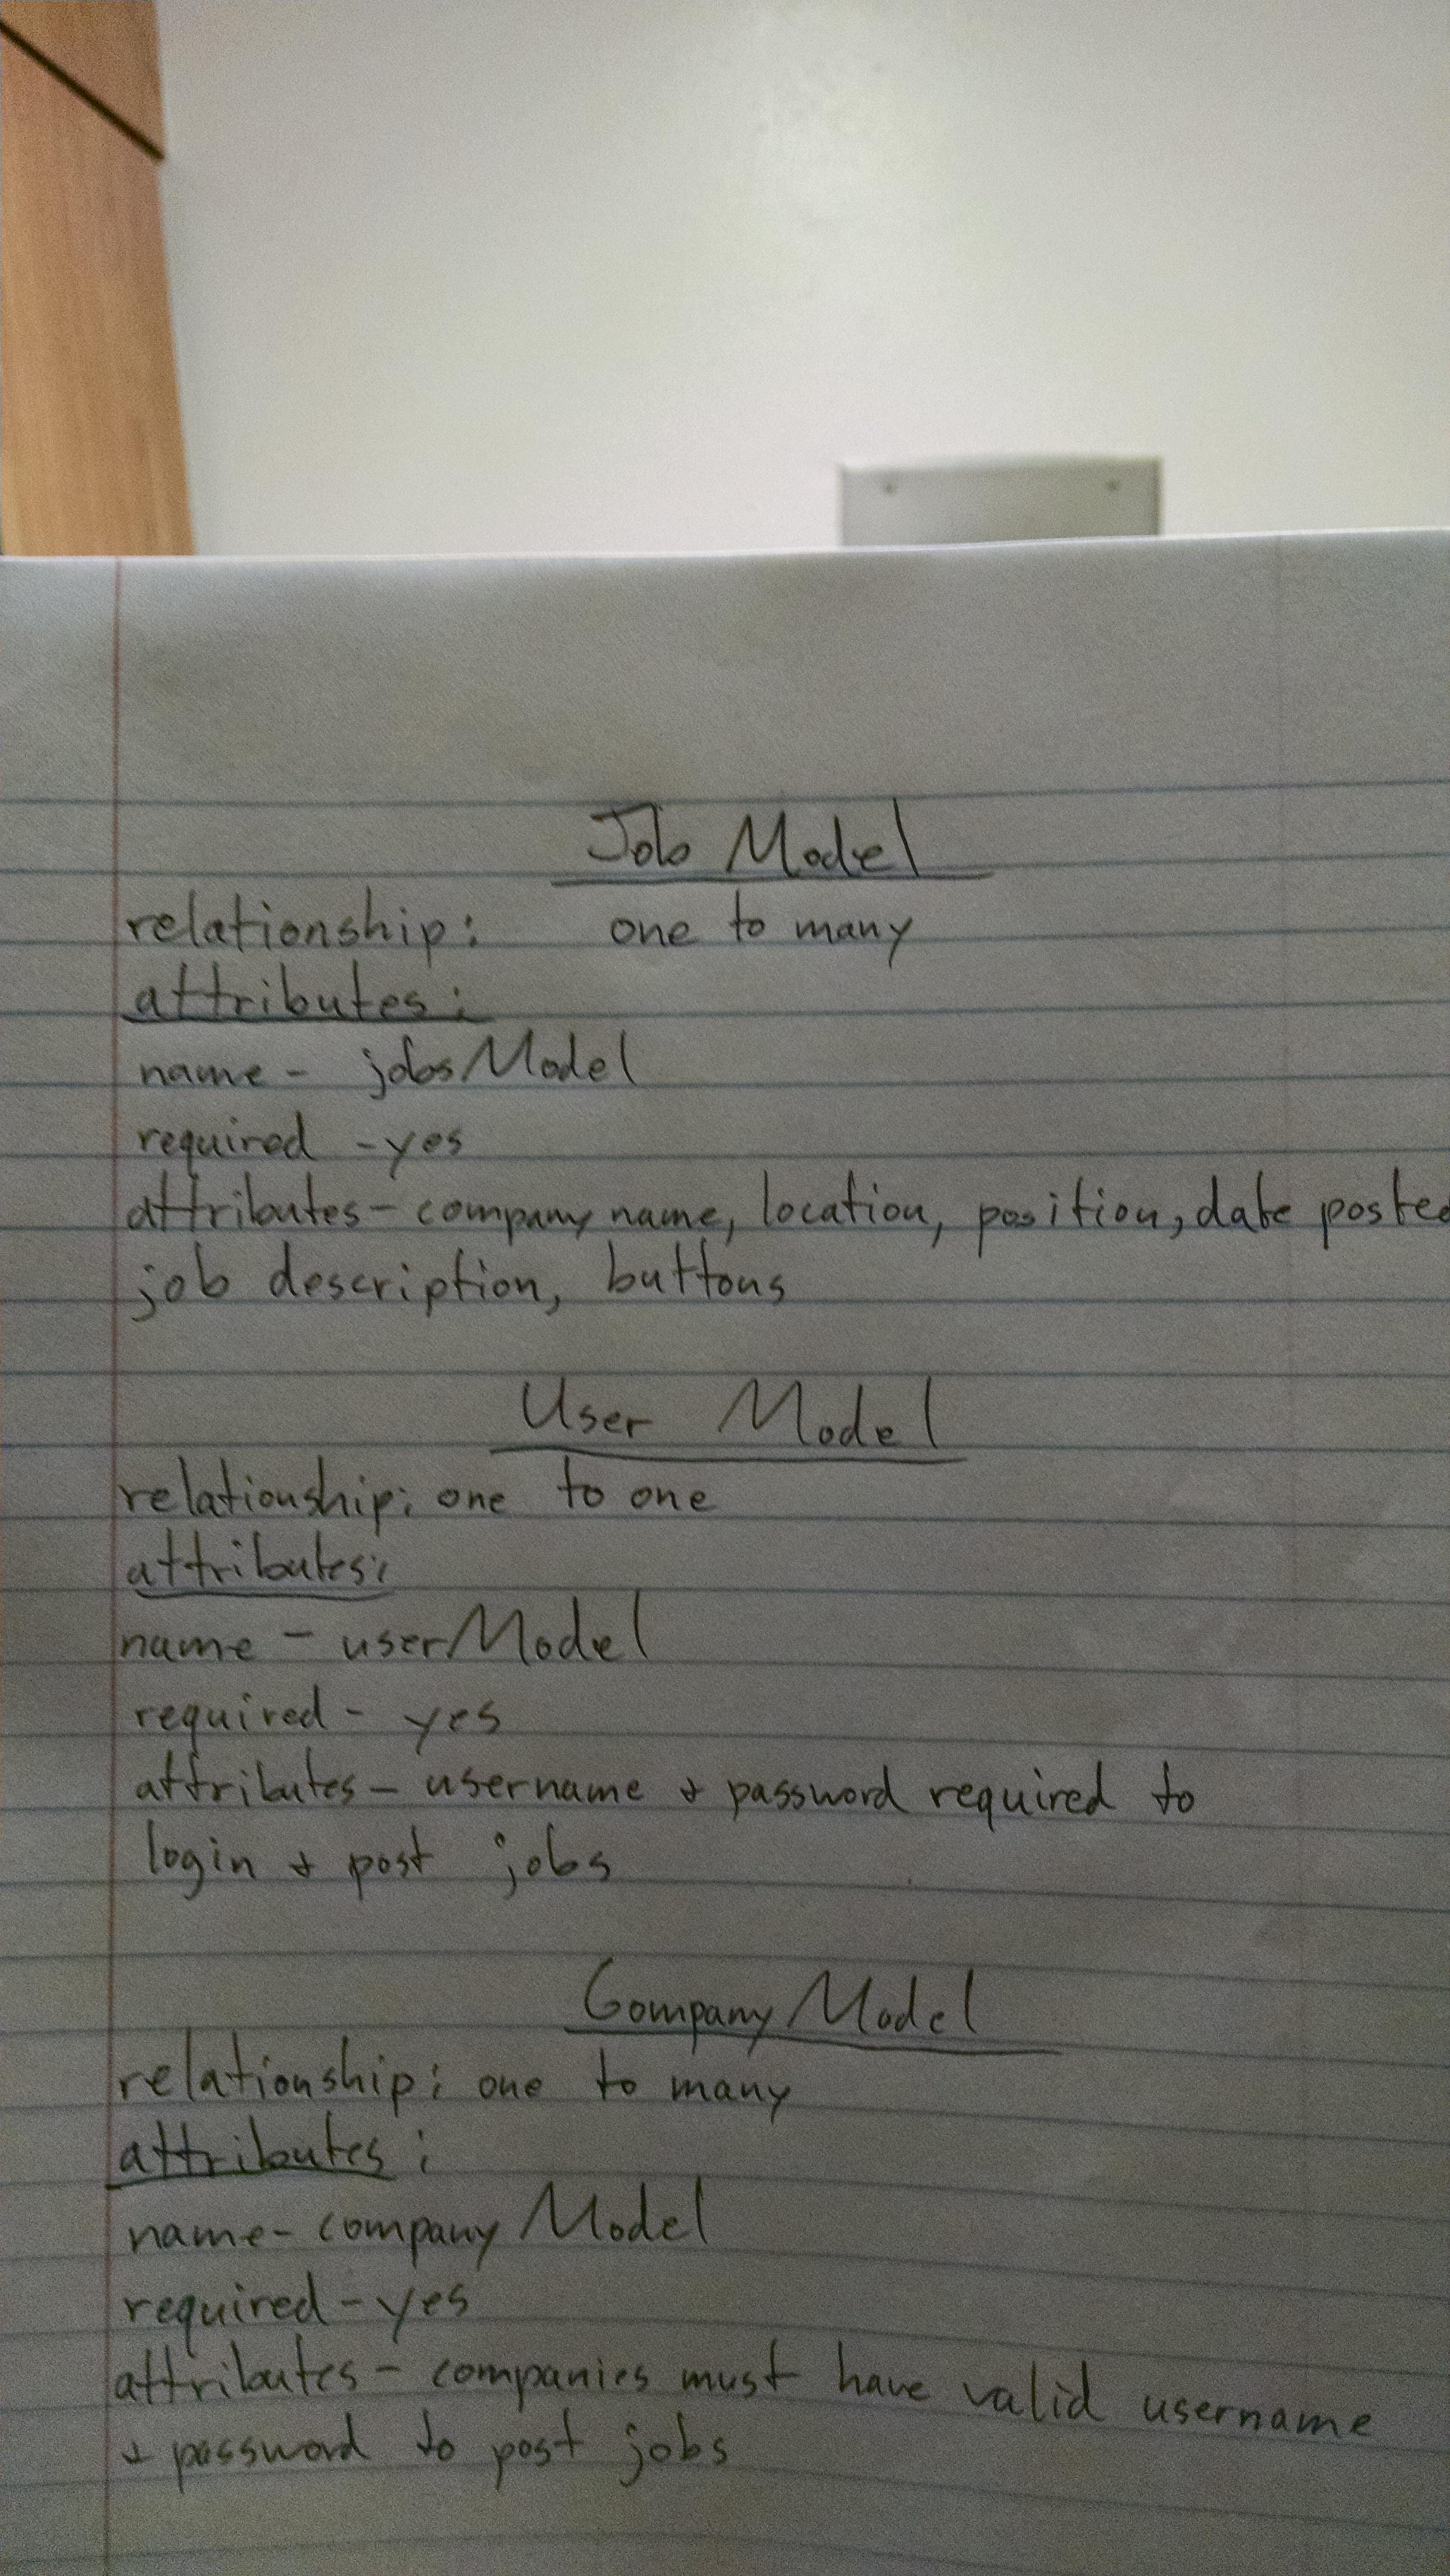 Job Model
relationship: one to many
attributes:
name - jobsModel
required - yes
attributes - company name, location, position, date posted
job description, buttons
User Model
relationship: one to one
attributes:
name - userModel
required - yes
attributes - username + password required to
login + post jobs
Company Model
relationship: one to many
attributes:
name - company Model
required - yes
attributes - companies must have valid username
+ password to post jobs